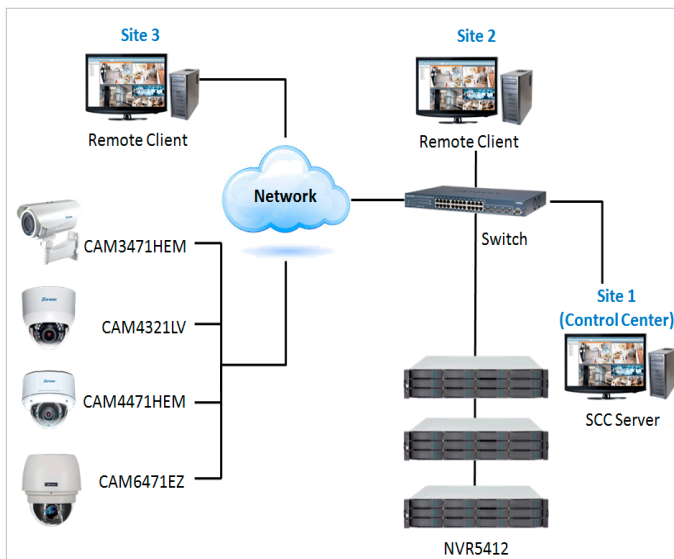 Site 3
Site 2
Remote Client
Remote Client
Network
Switch
CAM3471HEM
CAM4321LV
CAM4471HEM
CAM6471EZ
Site 1
(Control Center)
SCC Server
NVR5412